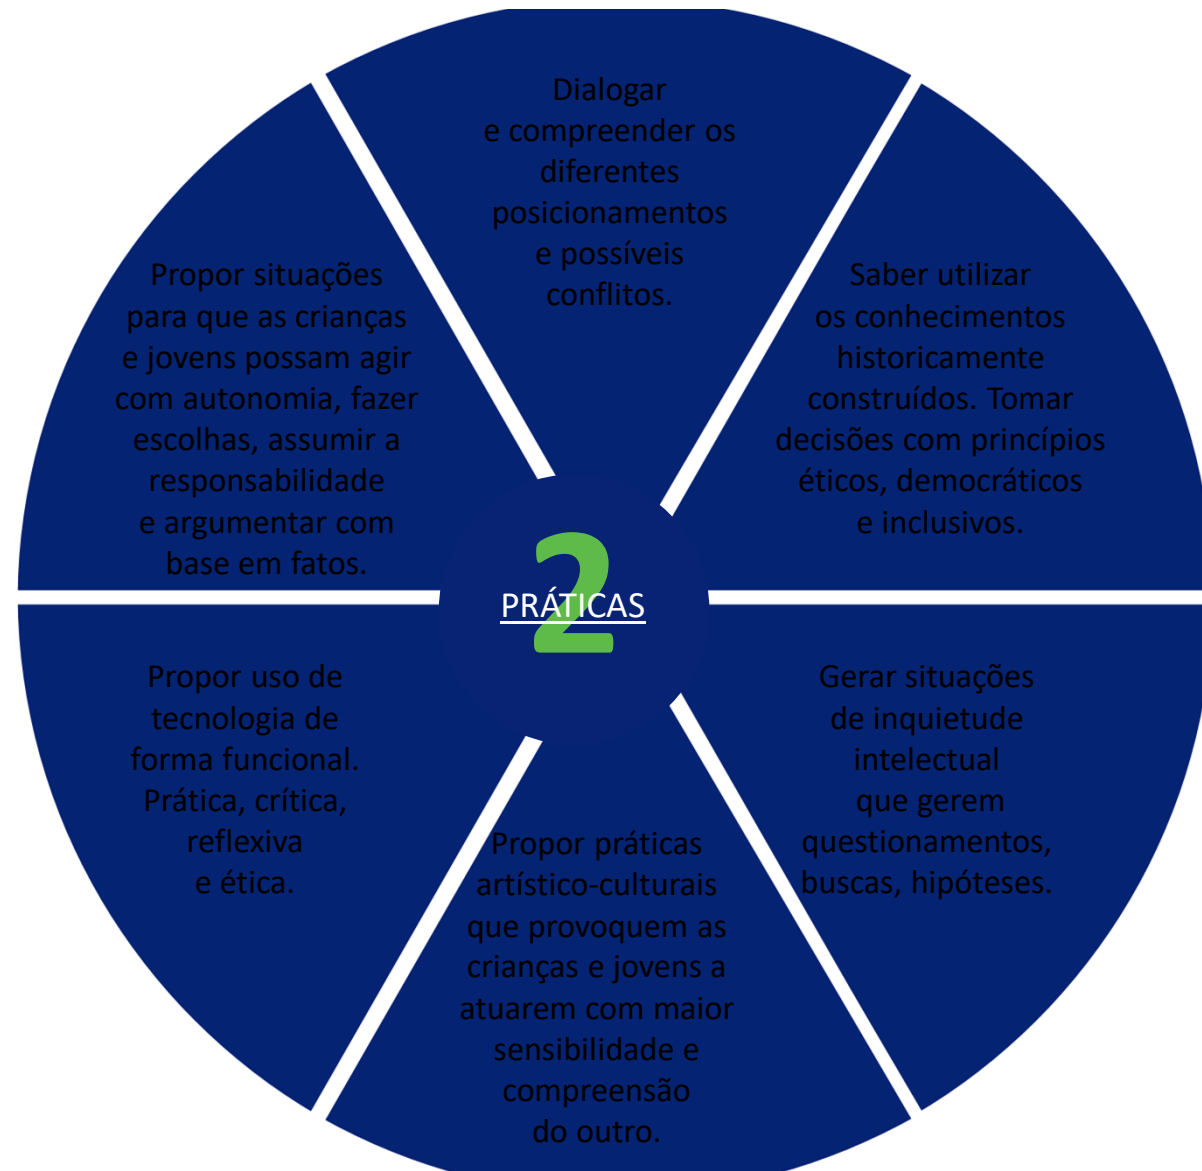 Dialogar
e compreender os
diferentes
posicionamentos
e possíveis
conflitos.
Saber utilizar
os conhecimentos
historicamente
construídos. Tomar
decisões com princípios
éticos, democráticos
e inclusivos.
Gerar situações
de inquietude
intelectual
que gerem
questionamentos,
buscas, hipóteses.
Propor práticas
artístico-culturais
que provoquem as
crianças e jovens a
atuarem com maior
sensibilidade e
compreensão
do outro.
Propor uso de
tecnologia de
forma funcional.
Prática, crítica,
reflexiva
e ética.
Propor situações
para que as crianças
e jovens possam agir
com autonomia, fazer
escolhas, assumir a
responsabilidade
e argumentar com
base em fatos.
2
PRÁTICAS